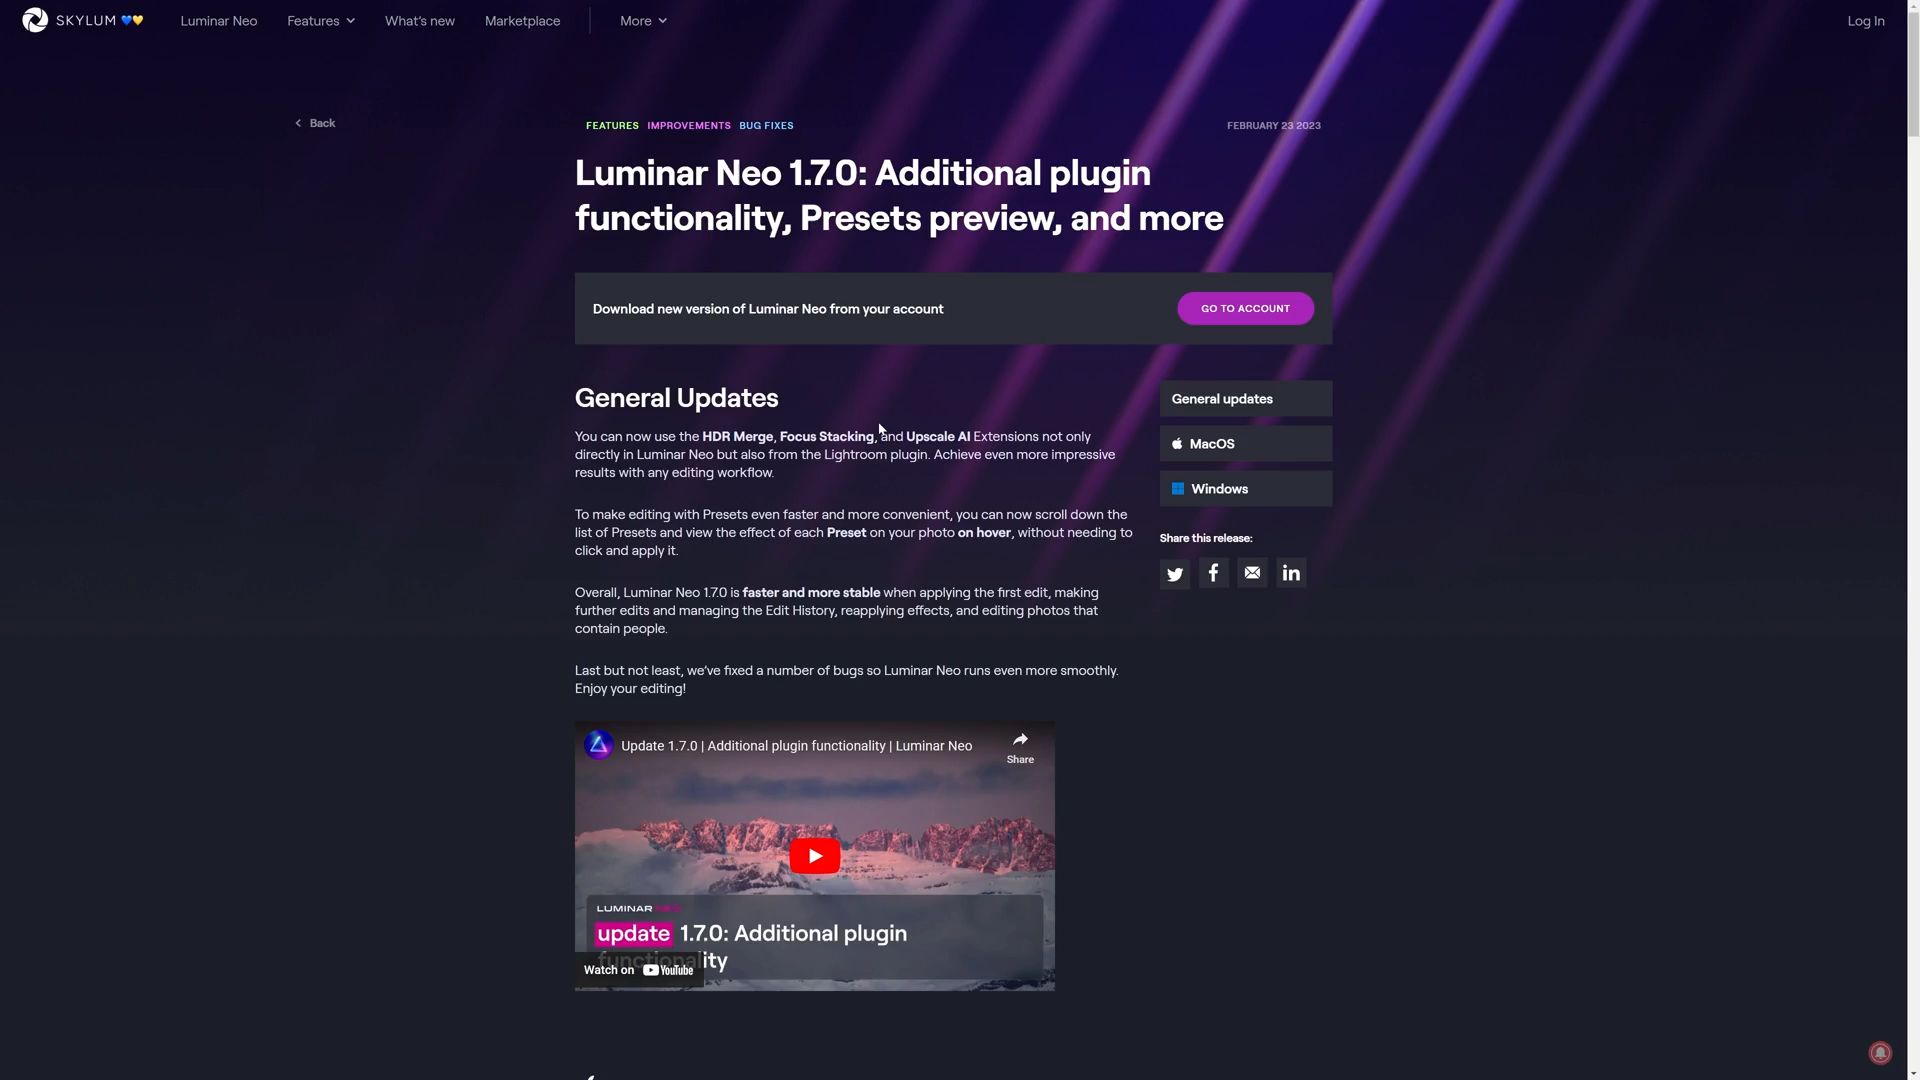 SKYLUM
Luminar Neo
Features
What's new
Marketplace
More
Log In
Back
FEATURES IMPROVEMENTS BUG FIXES
FEBRUARY 23 2023
Luminar Neo 1.7.0: Additional plugin
functionality, Presets preview, and more
Download new version of Luminar Neo from your account
GO TO ACCOUNT
General Updates
You can now use the HDR Merge, Focus Stacking, and Upscale AI Extensions not only
directly in Luminar Neo but also from the Lightroom plugin. Achieve even more impressive
results with any editing workflow.
To make editing with Presets even faster and more convenient, you can now scroll down the
list of Presets and view the effect of each Preset on your photo on hover, without needing to
click and apply it.
Overall, Luminar Neo 1.7.0 is faster and more stable when applying the first edit, making
further edits and managing the Edit History, reapplying effects, and editing photos that
contain people.
Last but not least, we've fixed a number of bugs so Luminar Neo runs even more smoothly.
Enjoy your editing!
General updates
MacOS
Windows
Share this release:
Update 1.7.0 | Additional plugin functionality | Luminar Neo
Share
LUMINAR NEO
update 1.7.0: Additional plugin
functionality
Watch on YouTube